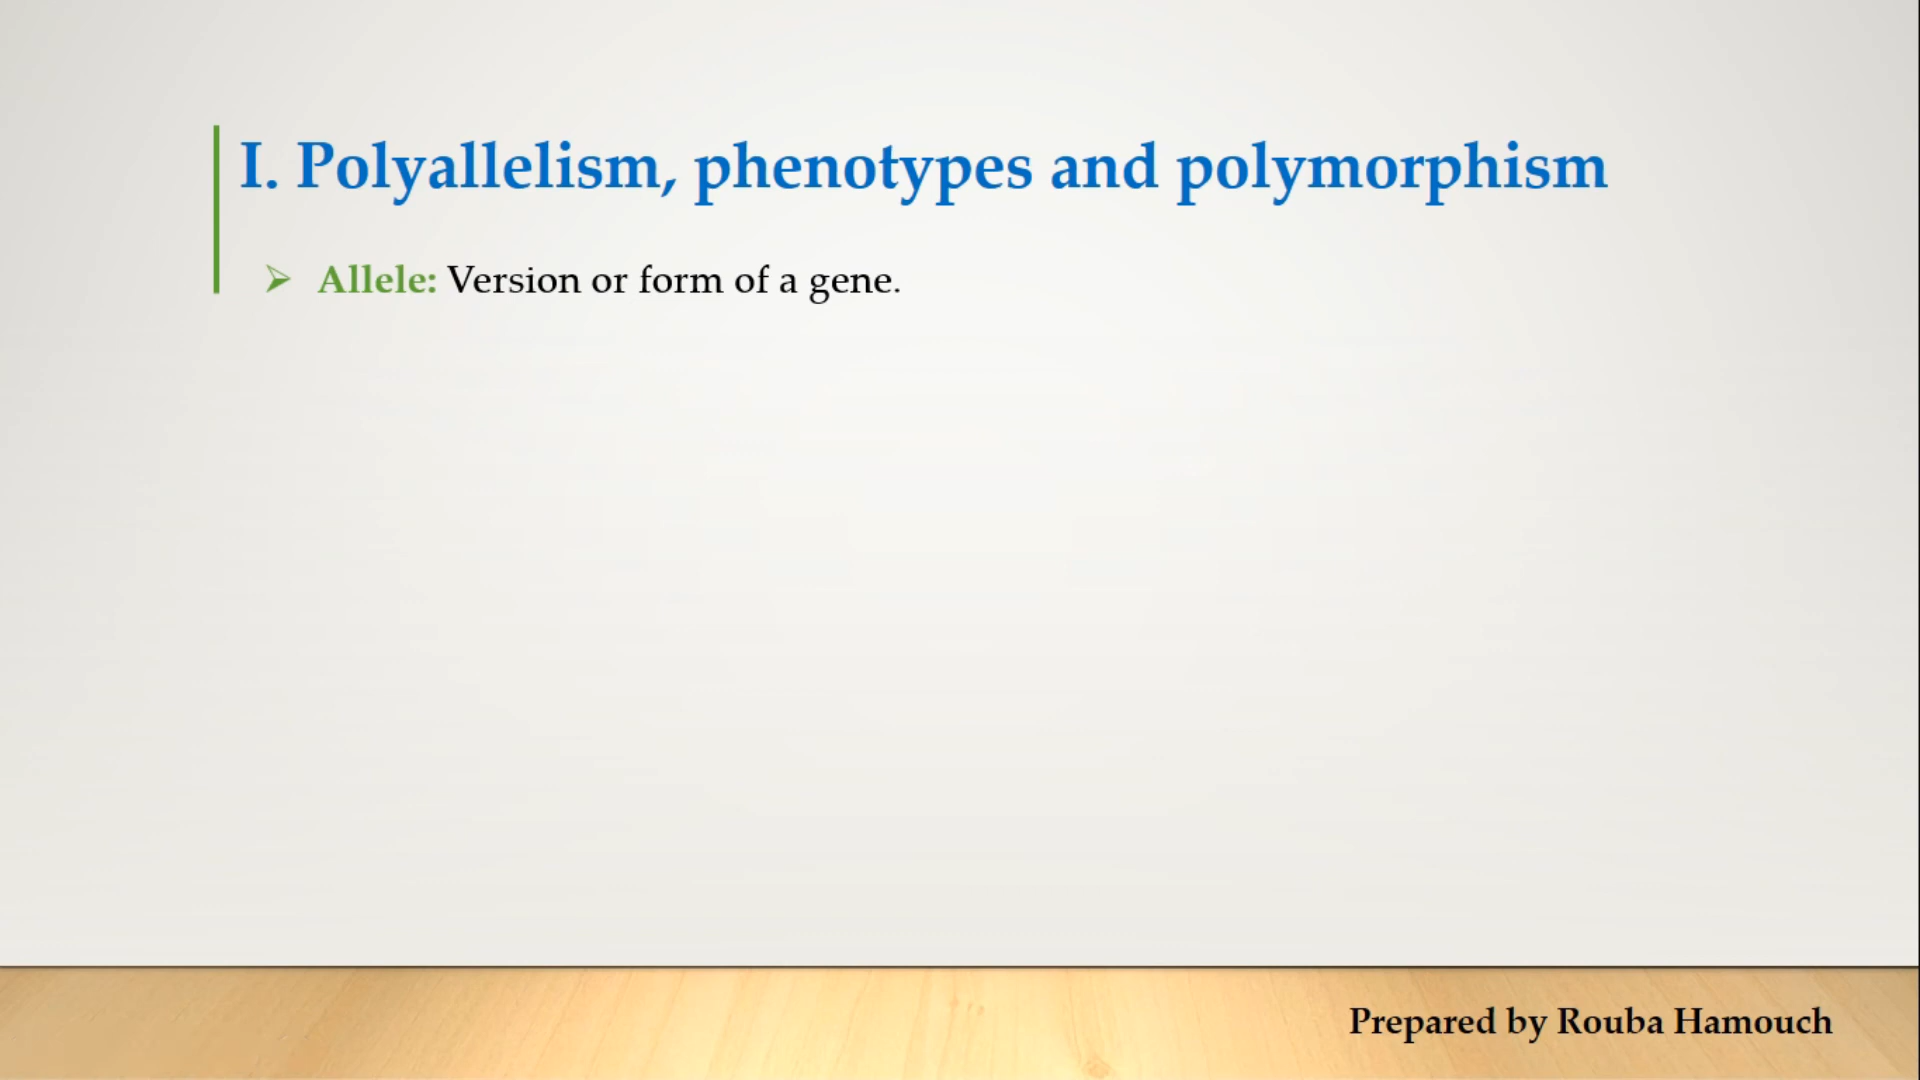 I. Polyallelism, phenotypes and polymorphism
➢ Allele: Version or form of a gene.
Prepared by Rouba Hamouch